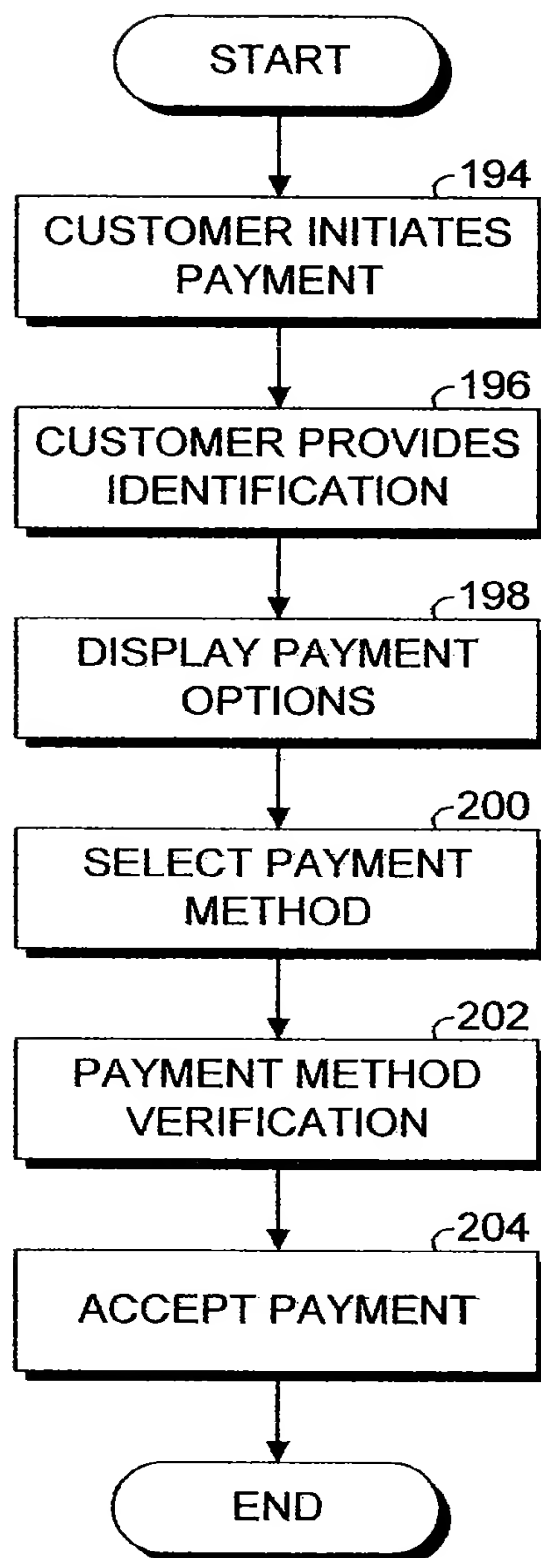 START
194
CUSTOMER INITIATES
PAYMENT
196
CUSTOMER PROVIDES
IDENTIFICATION
198
DISPLAY PAYMENT
OPTIONS
200
SELECT PAYMENT
METHOD
202
PAYMENT METHOD
VERIFICATION
204
ACCEPT PAYMENT
END